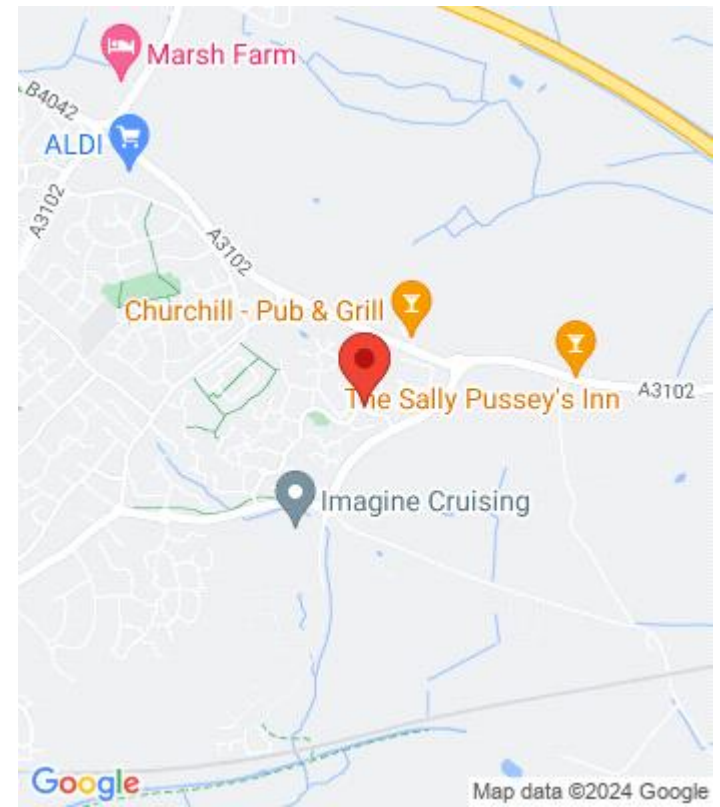 Marsh Farm
B4042
ALDI
A3102
A3102
Churchill - Pub & Grill
The Sally Pussey's Inn
A3102
Imagine Cruising
Google
Map data ©2024 Google